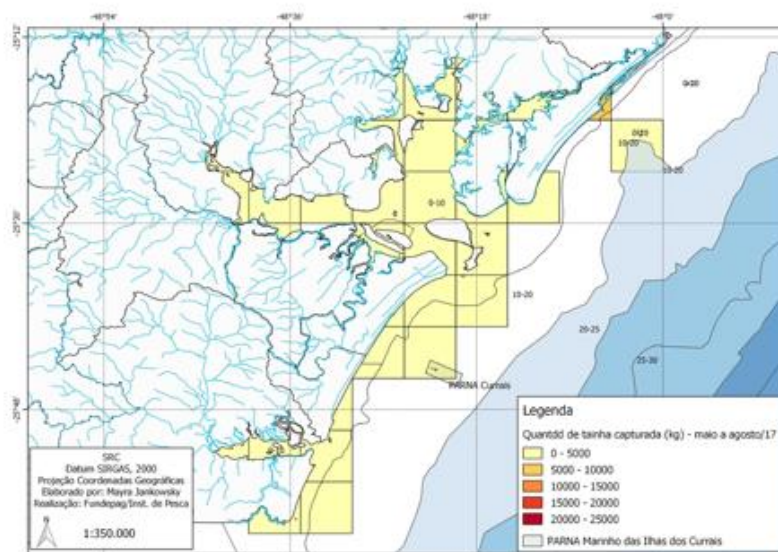 -48°54' -48°36' -48°18' -48°0'
-25°12'
0-20
0-20
10-20
10-20
-25°30'
0-10
10-20
20-25
25-30
PARNA Currais
-25°48'
SRC
Datum SIRGAS, 2000
Projeção Coordenadas Geográficas
Elaborado por: Mayra Jankowsky
Realização: Fundepag/Inst. de Pesca
N
1:350.000
Legenda
Quantdd de tainha capturada (kg) - maio a agosto/17
0 - 5000
5000 - 10000
10000 - 15000
15000 - 20000
20000 - 25000
PARNA Marinho das Ilhas dos Currais